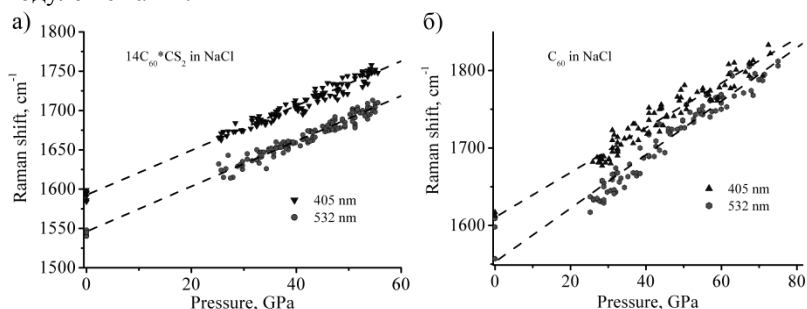 а)
14C60*CS2 in NaCl
Raman shift, cm-1
1750
1700
1650
1600
1550
1500
405 nm
532 nm
0
20
40
60
Pressure, GPa
б)
C60 in NaCl
Raman shift, cm-1
1800
1700
1600
405 nm
532 nm
0
20
40
60
80
Pressure, GPa